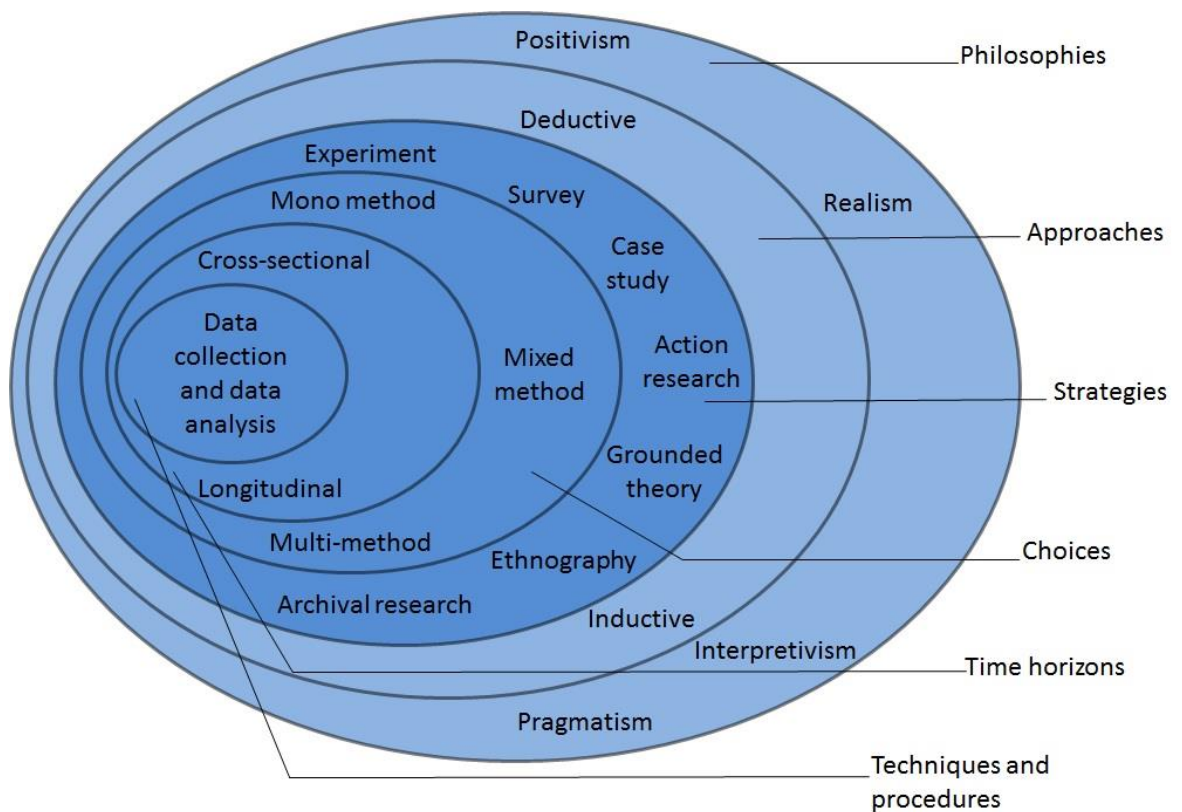 Positivism
Philosophies
Deductive
Experiment
Survey
Mono method
Realism
Approaches
Case
study
Cross-sectional
Data
collection
and data
analysis
Mixed
method
Action
research
Strategies
Grounded
theory
Longitudinal
Multi-method
Ethnography
Choices
Archival research
Inductive
Interpretivism
Time horizons
Pragmatism
Techniques and
procedures